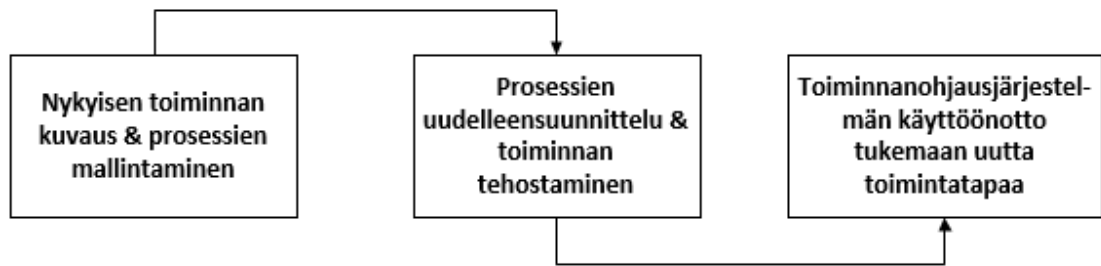 Nykyisen toiminnan
kuvaus & prosessien
mallintaminen
Prosessien
uudelleensuunnittelu &
toiminnan
tehostaminen
Toiminnanohjausjärjestel-
män käyttöönotto
tukemaan uutta
toimintatapaa